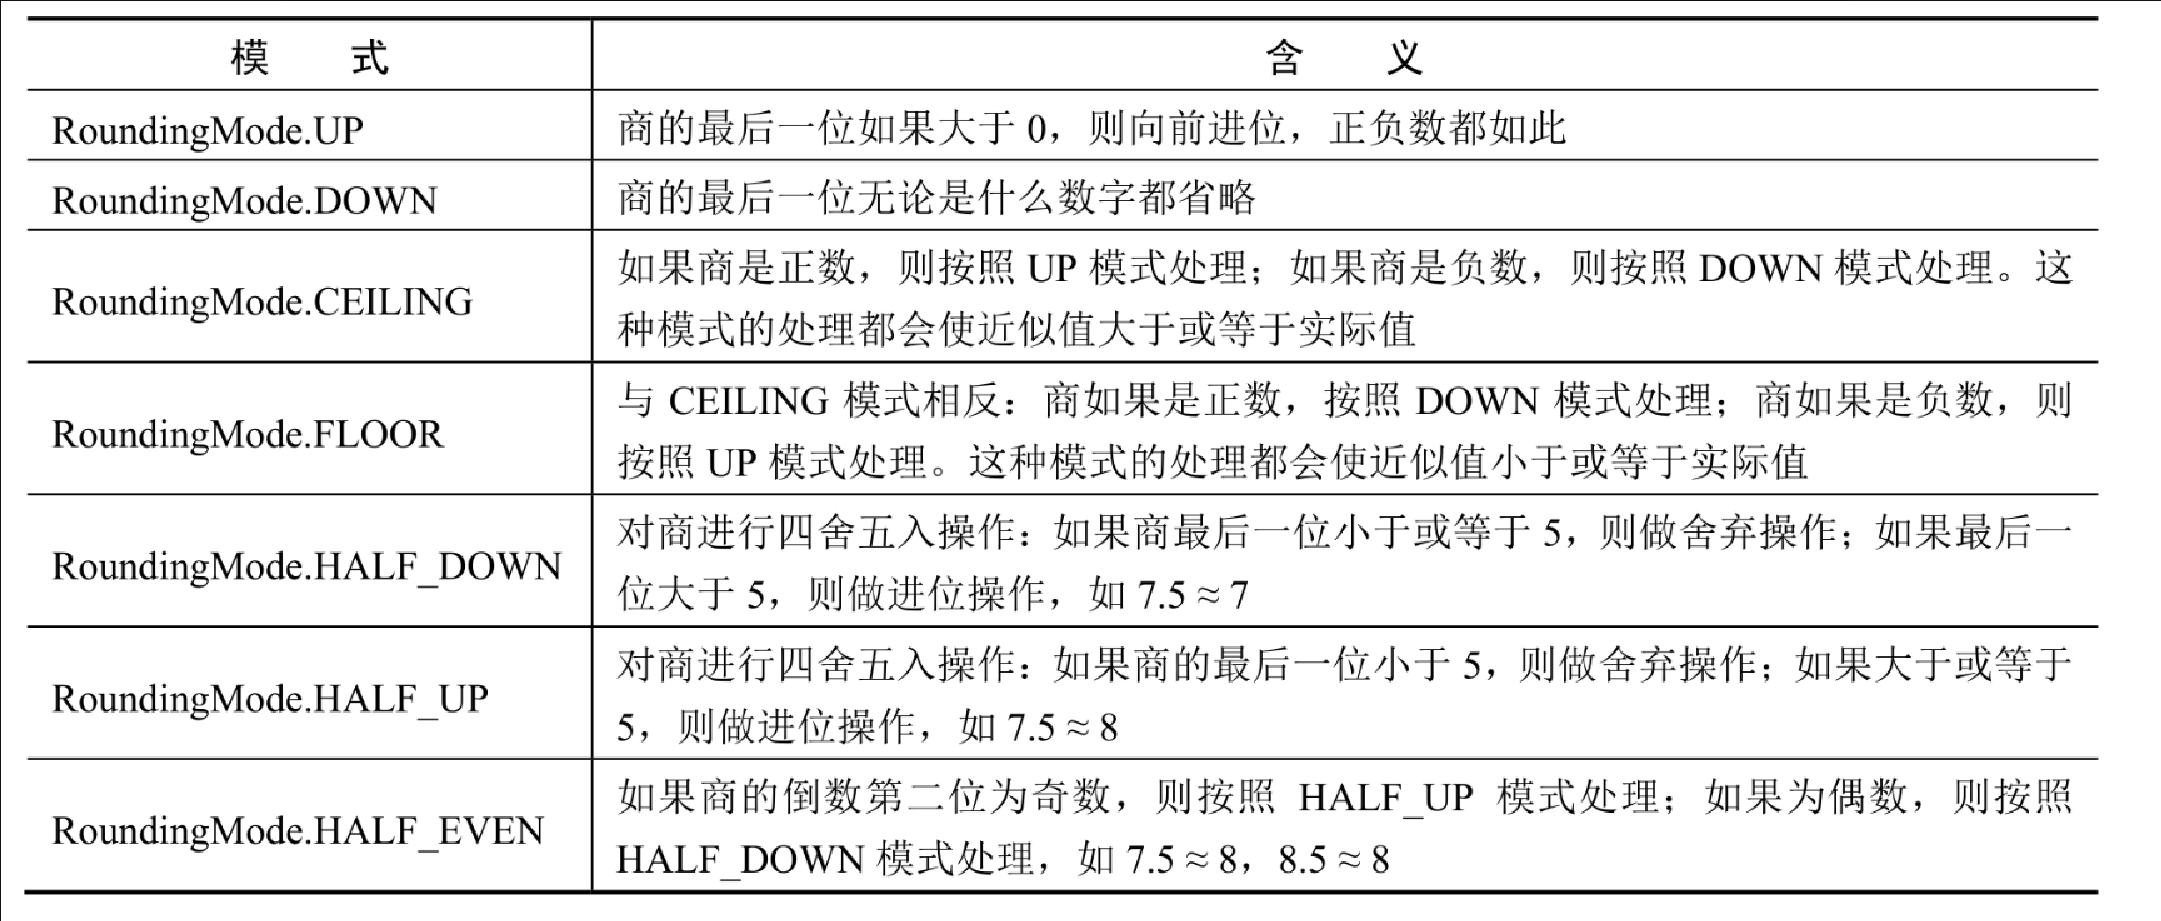 模 式
含 义
RoundingMode.UP
商的最后一位如果大于 0，则向前进位，正负数都如此
RoundingMode.DOWN
商的最后一位无论是什么数字都省略
RoundingMode.CEILING
如果商是正数，则按照 UP 模式处理；如果商是负数，则按照 DOWN 模式处理。这
种模式的处理都会使近似值大于或等于实际值
RoundingMode.FLOOR
与 CEILING 模式相反：商如果是正数，按照 DOWN 模式处理；商如果是负数，则
按照 UP 模式处理。这种模式的处理都会使近似值小于或等于实际值
RoundingMode.HALF_DOWN
对商进行四舍五入操作：如果商最后一位小于或等于 5，则做舍弃操作；如果最后一
位大于 5，则做进位操作，如 7.5 ≈ 7
RoundingMode.HALF_UP
对商进行四舍五入操作：如果商的最后一位小于 5，则做舍弃操作；如果大于或等于
5，则做进位操作，如 7.5 ≈ 8
RoundingMode.HALF_EVEN
如果商的倒数第二位为奇数，则按照 HALF_UP 模式处理；如果为偶数，则按照
HALF_DOWN 模式处理，如 7.5 ≈ 8，8.5 ≈ 8